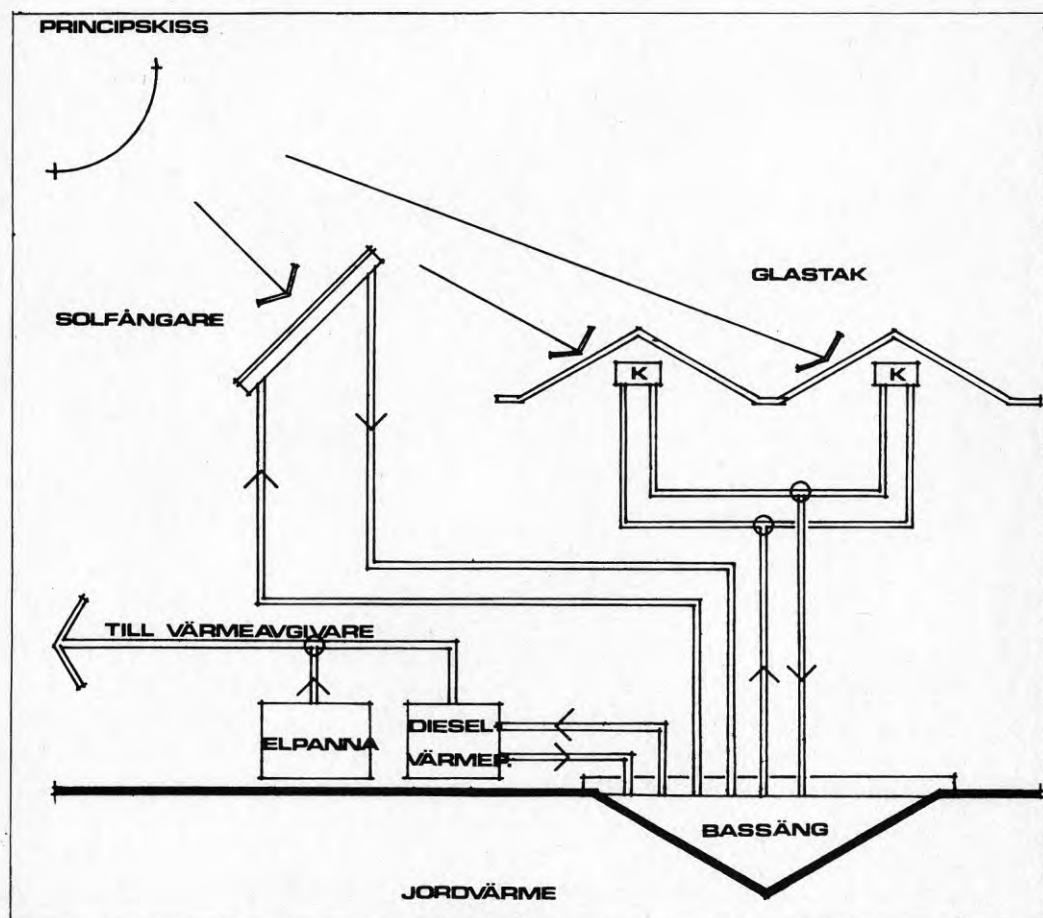 PRINCIPSKISS
GLASTAK
SOLFÅNGARE
K
K
TILL VÄRMEAVGIVARE
ELPANNA
DIESEL-
VÄRMEP.
BASSÄNG
JORDVÄRME